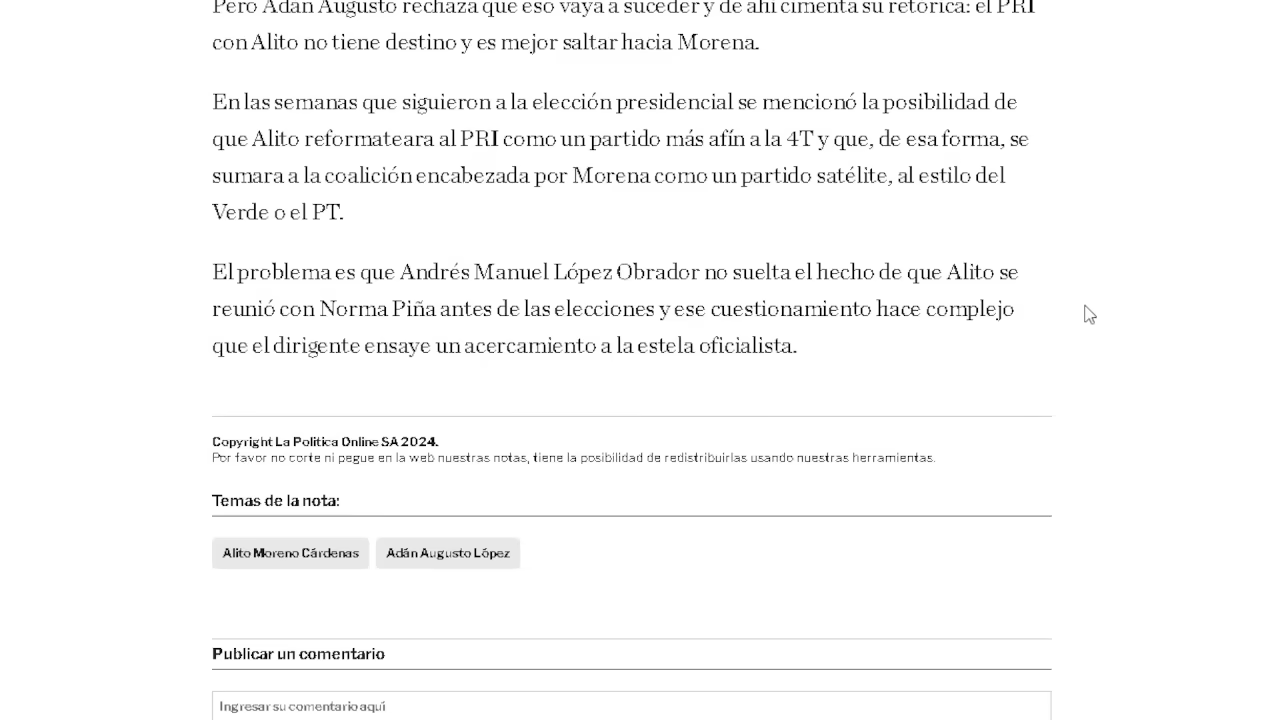 Pero Adán Augusto rechaza que eso vaya a suceder y de ahí cimenta su retórica: el PRI
con Alito no tiene destino y es mejor saltar hacia Morena.
En las semanas que siguieron a la elección presidencial se mencionó la posibilidad de
que Alito reformateara al PRI como un partido más afín a la 4T y que, de esa forma, se
sumara a la coalición encabezada por Morena como un partido satélite, al estilo del
Verde o el PT.
El problema es que Andrés Manuel López Obrador no suelta el hecho de que Alito se
reunió con Norma Piña antes de las elecciones y ese cuestionamiento hace complejo
que el dirigente ensaye un acercamiento a la estela oficialista.
Copyright La Politica Online SA 2024.
Por favor no corte ni pegue en la web nuestras notas, tiene la posibilidad de redistribuirlas usando nuestras herramientas.
Temas de la nota:
Alito Moreno Cárdenas Adán Augusto López
Publicar un comentario
Ingresar su comentario aquí